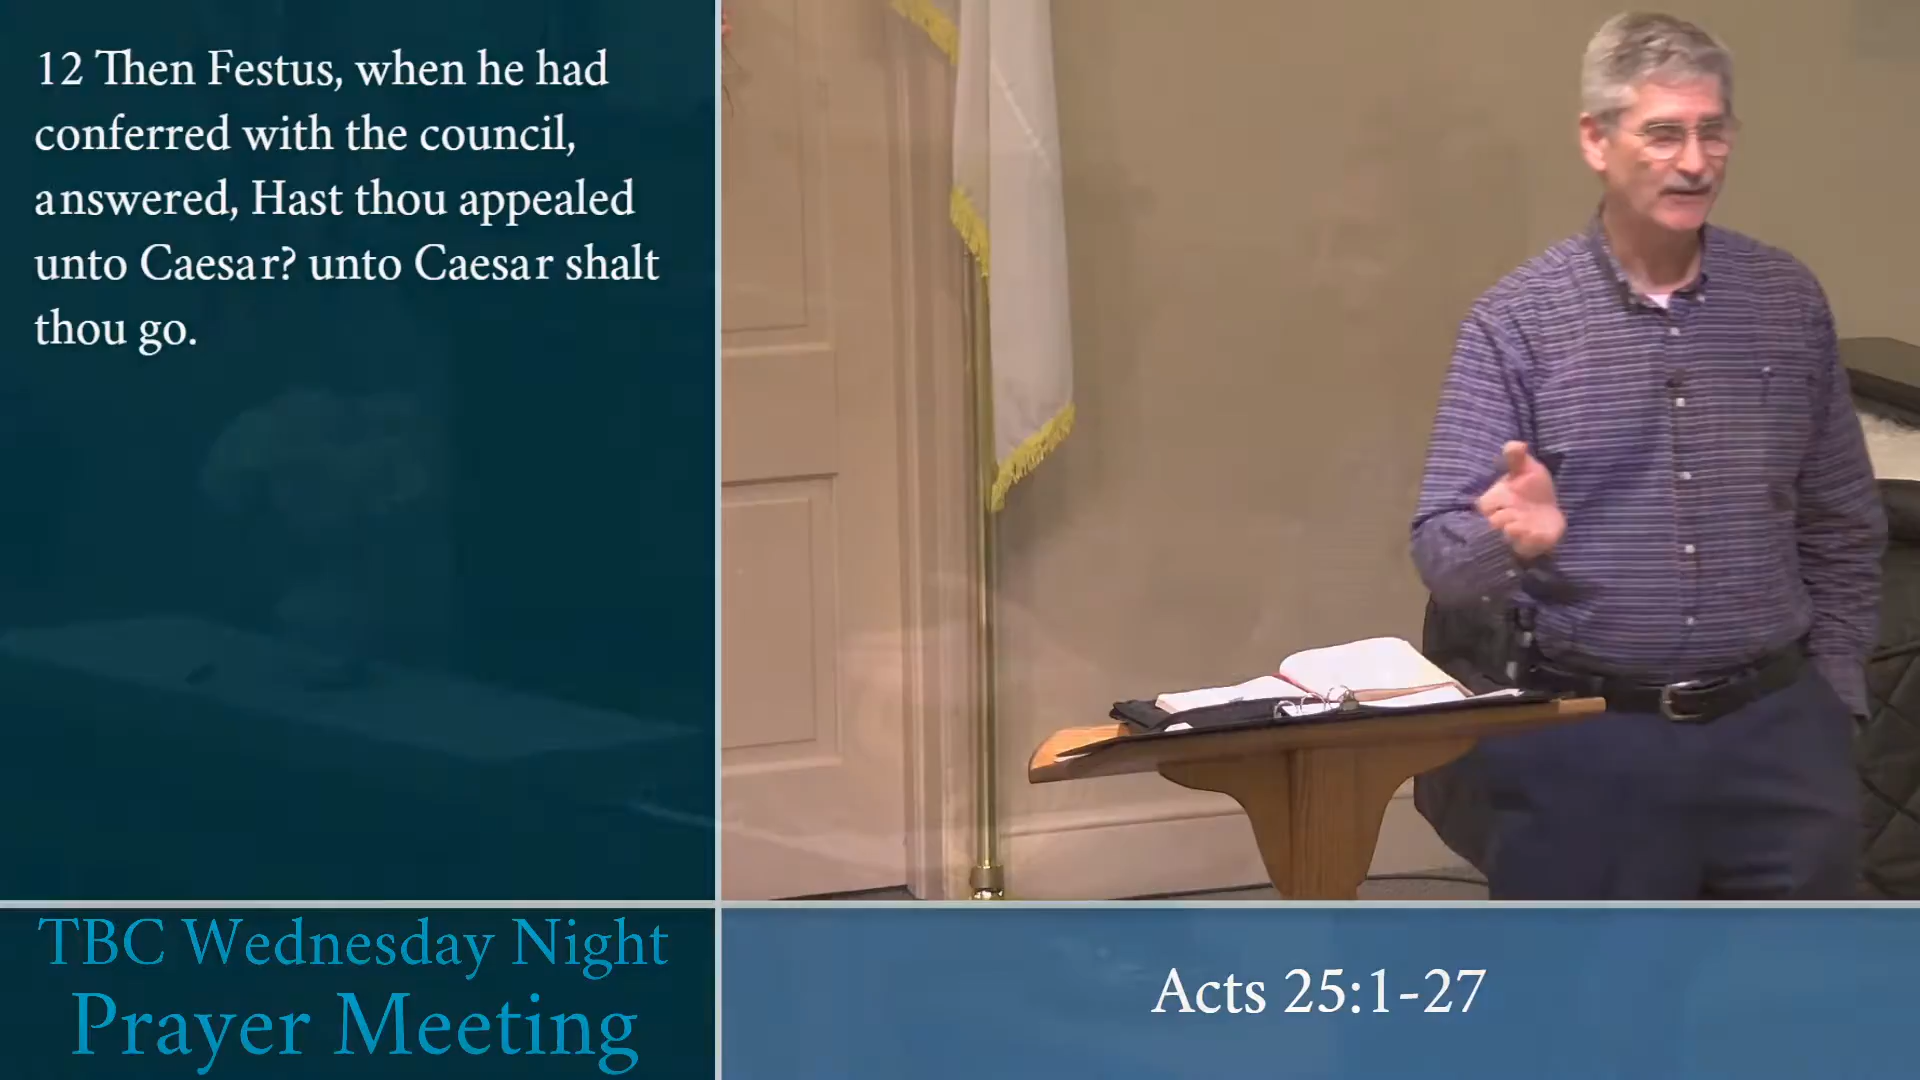 12 Then Festus, when he had
conferred with the council,
answered, Hast thou appealed
unto Caesar? unto Caesar shalt
thou go.
TBC Wednesday Night
Prayer Meeting
Acts 25:1-27